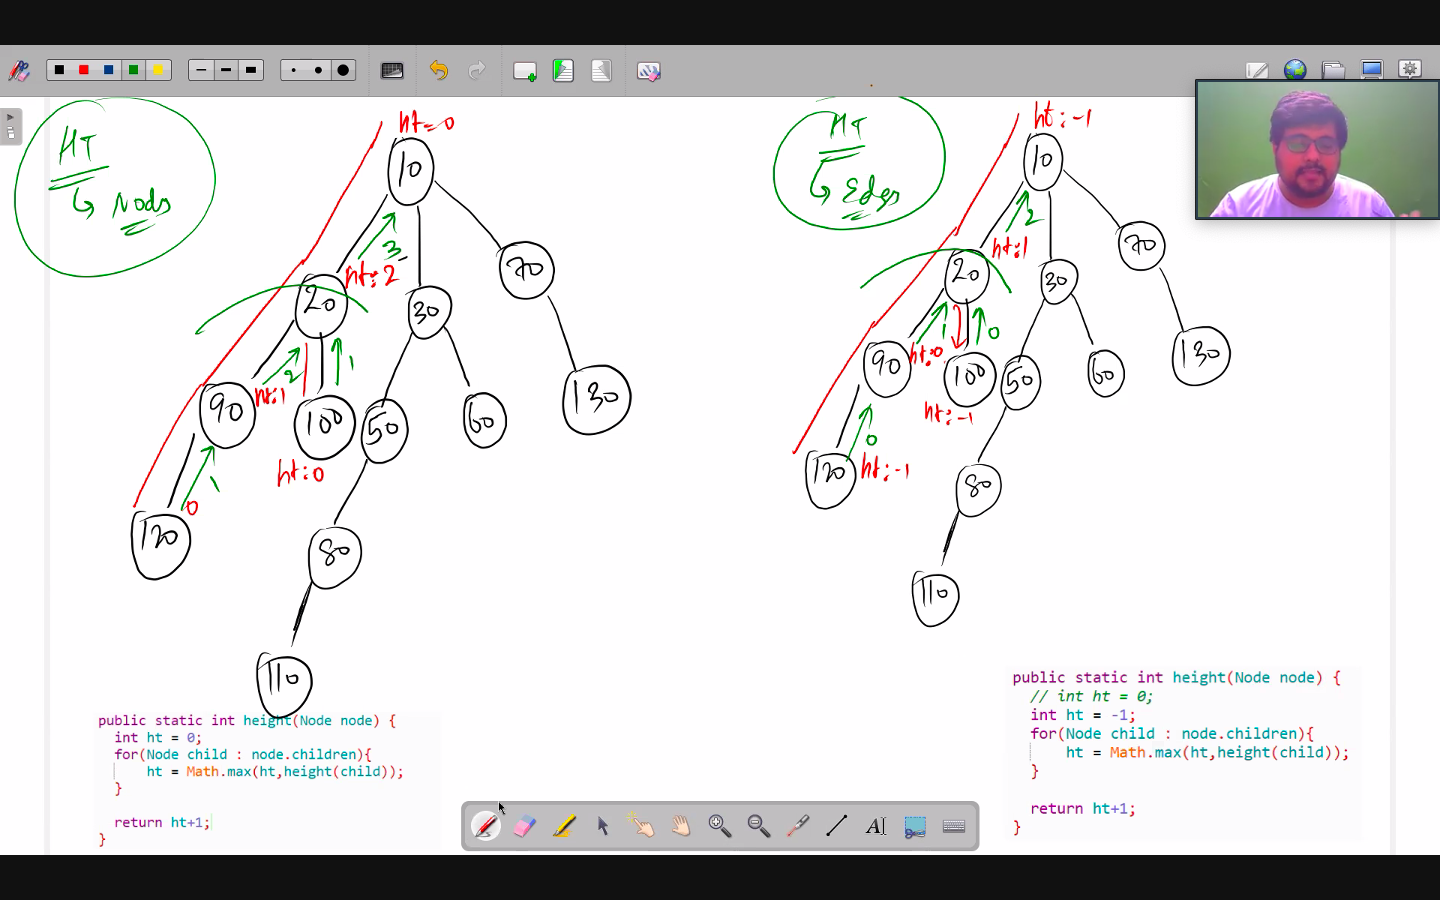 HT
Nodes
ht=0
10
3
ht:2
20
30
70
2
1
ht:1
90
100
50
60
130
ht:0
1
0
120
80
110
public static int height(Node node) {
int ht = 0;
for(Node child : node.children){
ht = Math.max(ht,height(child));
}
return ht+1;
}
HT
Edges
ht:-1
10
2
ht:1
20
30
70
1
0
ht:0
90
100
50
60
130
ht:-1
0
120
ht:-1
80
110
public static int height(Node node) {
// int ht = 0;
int ht = -1;
for(Node child : node.children){
ht = Math.max(ht,height(child));
}
return ht+1;
}
A